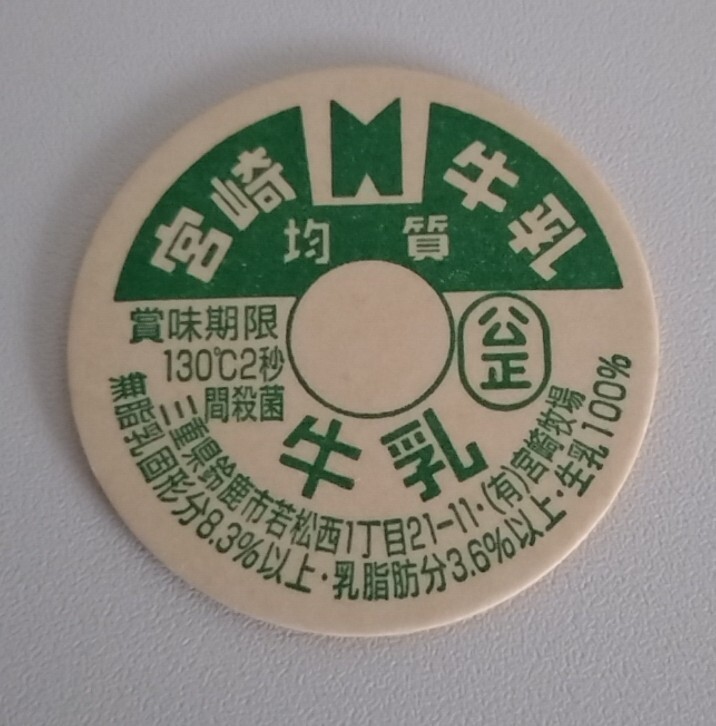 宮崎 牛乳
均質
賞味期限
130℃2秒
間殺菌
公正
牛乳
三重県鈴鹿市若松西1丁目21-11・(有)宮崎牧場
無脂乳固形分8.3%以上・乳脂肪分3.6%以上・生乳100%